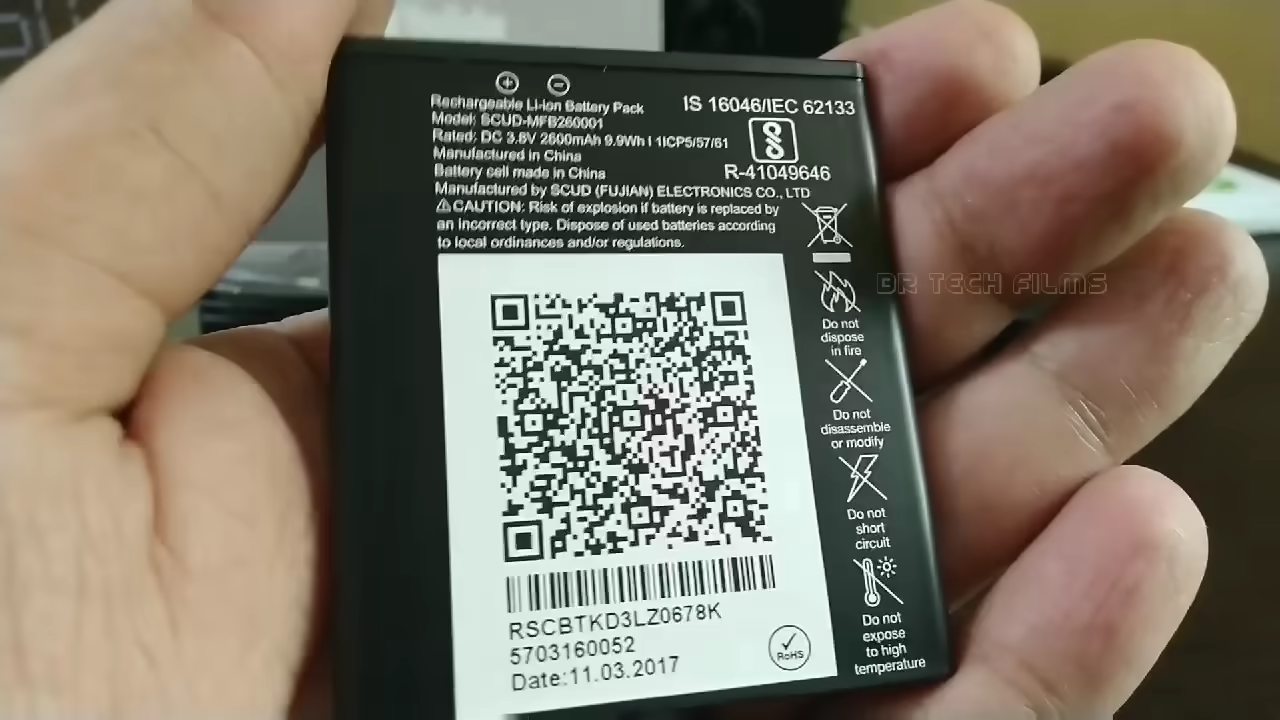 Rechargeable Li-ion Battery Pack
Model: SCUD-MFB260001
Rated: DC 3.8V 2600mAh 9.9Wh I 1ICP5/57/61
Manufactured in China
Battery cell made in China
Manufactured by SCUD (FUJIAN) ELECTRONICS CO., LTD
CAUTION: Risk of explosion if battery is replaced by
an incorrect type. Dispose of used batteries according
to local ordinances and/or regulations.
IS 16046/IEC 62133
R-41049646
Do not
dispose
in fire
Do not
disassemble
or modify
Do not
short
circuit
Do not
expose
to high
temperature
RSCBTKD3LZ0678K
5703160052
Date:11.03.2017
RoHS
DR TECH FILMS